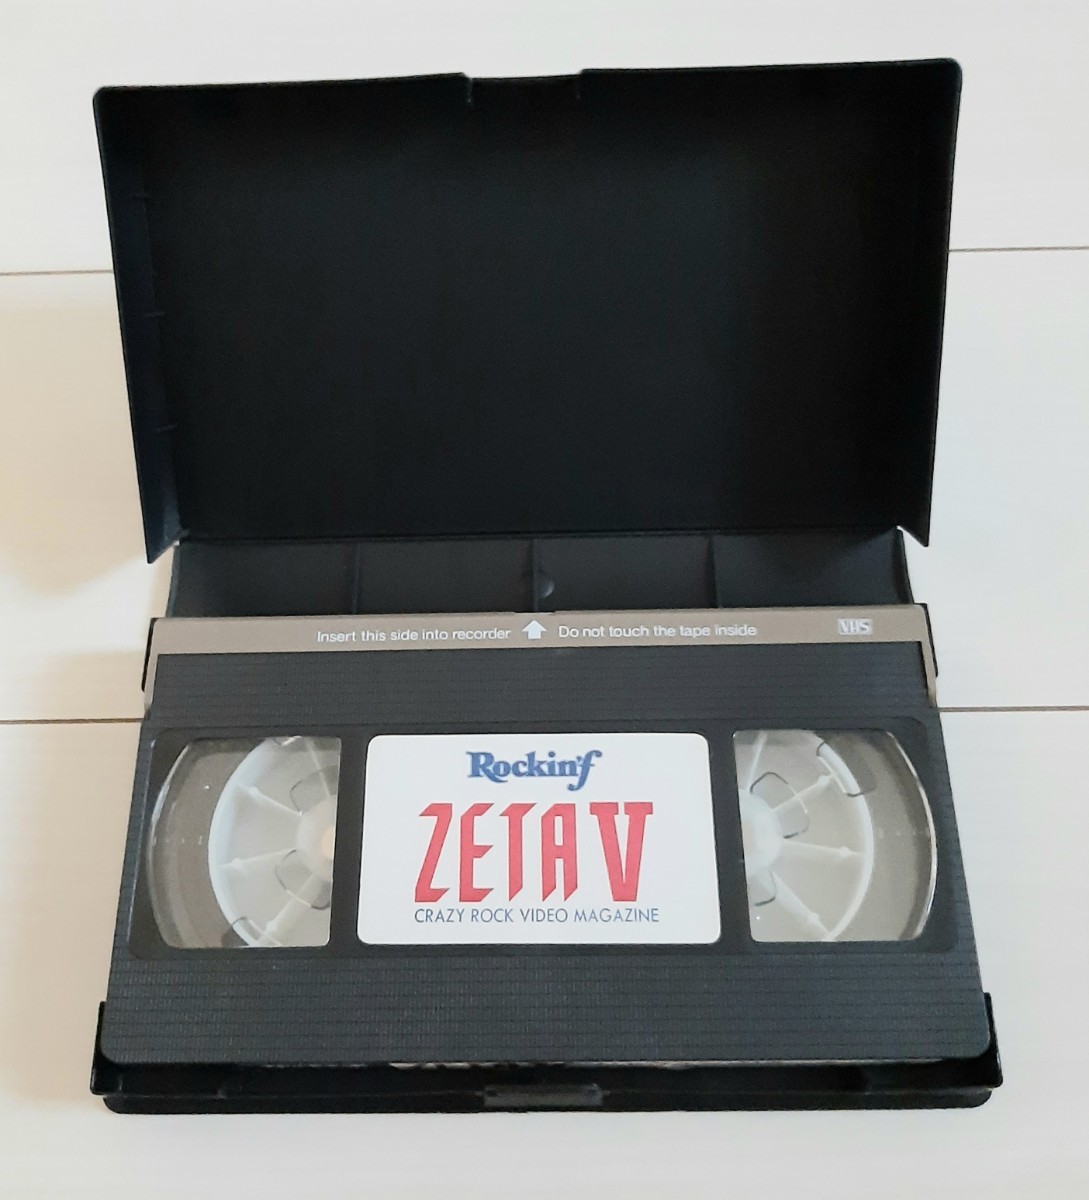 Insert this side into recorder Do not touch the tape inside VHS
Rockin'f
ZETA V
CRAZY ROCK VIDEO MAGAZINE